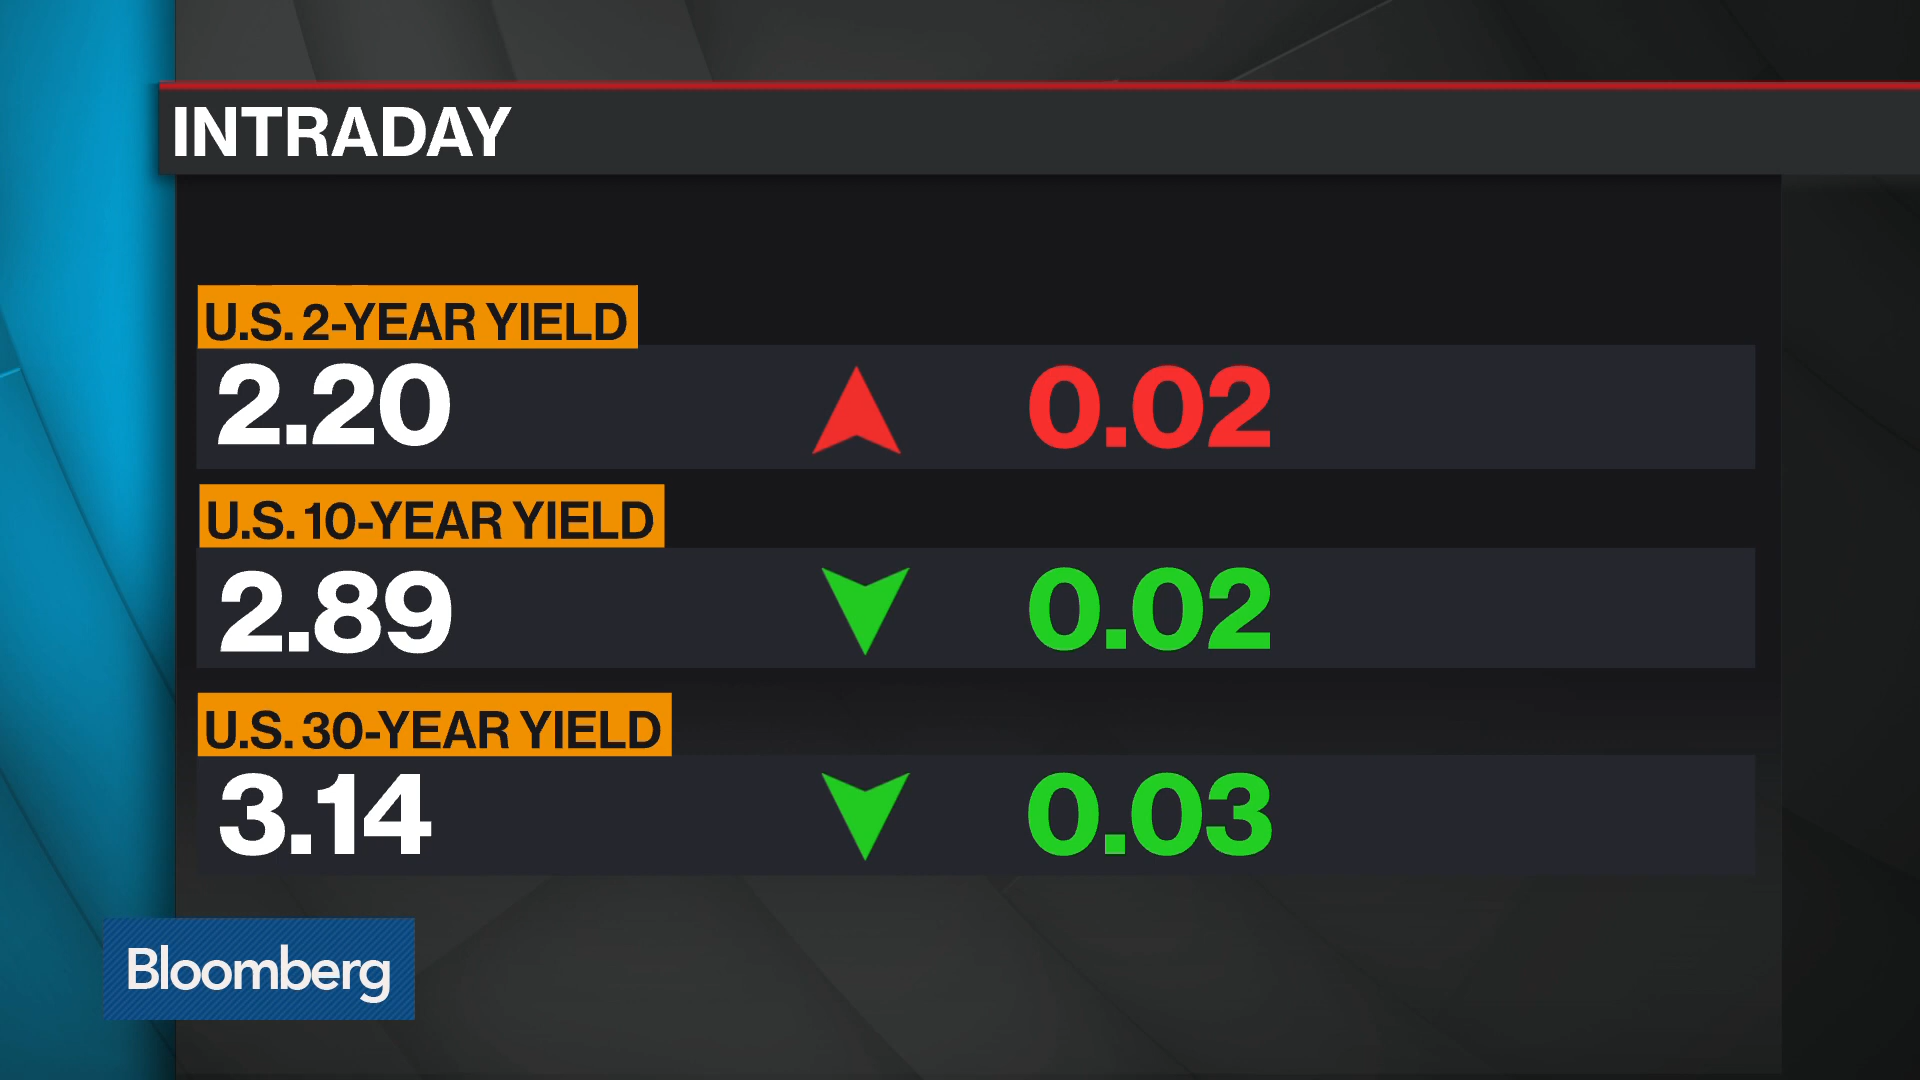 INTRADAY
U.S. 2-YEAR YIELD
2.20 0.02
U.S. 10-YEAR YIELD
2.89 0.02
U.S. 30-YEAR YIELD
3.14 0.03
Bloomberg